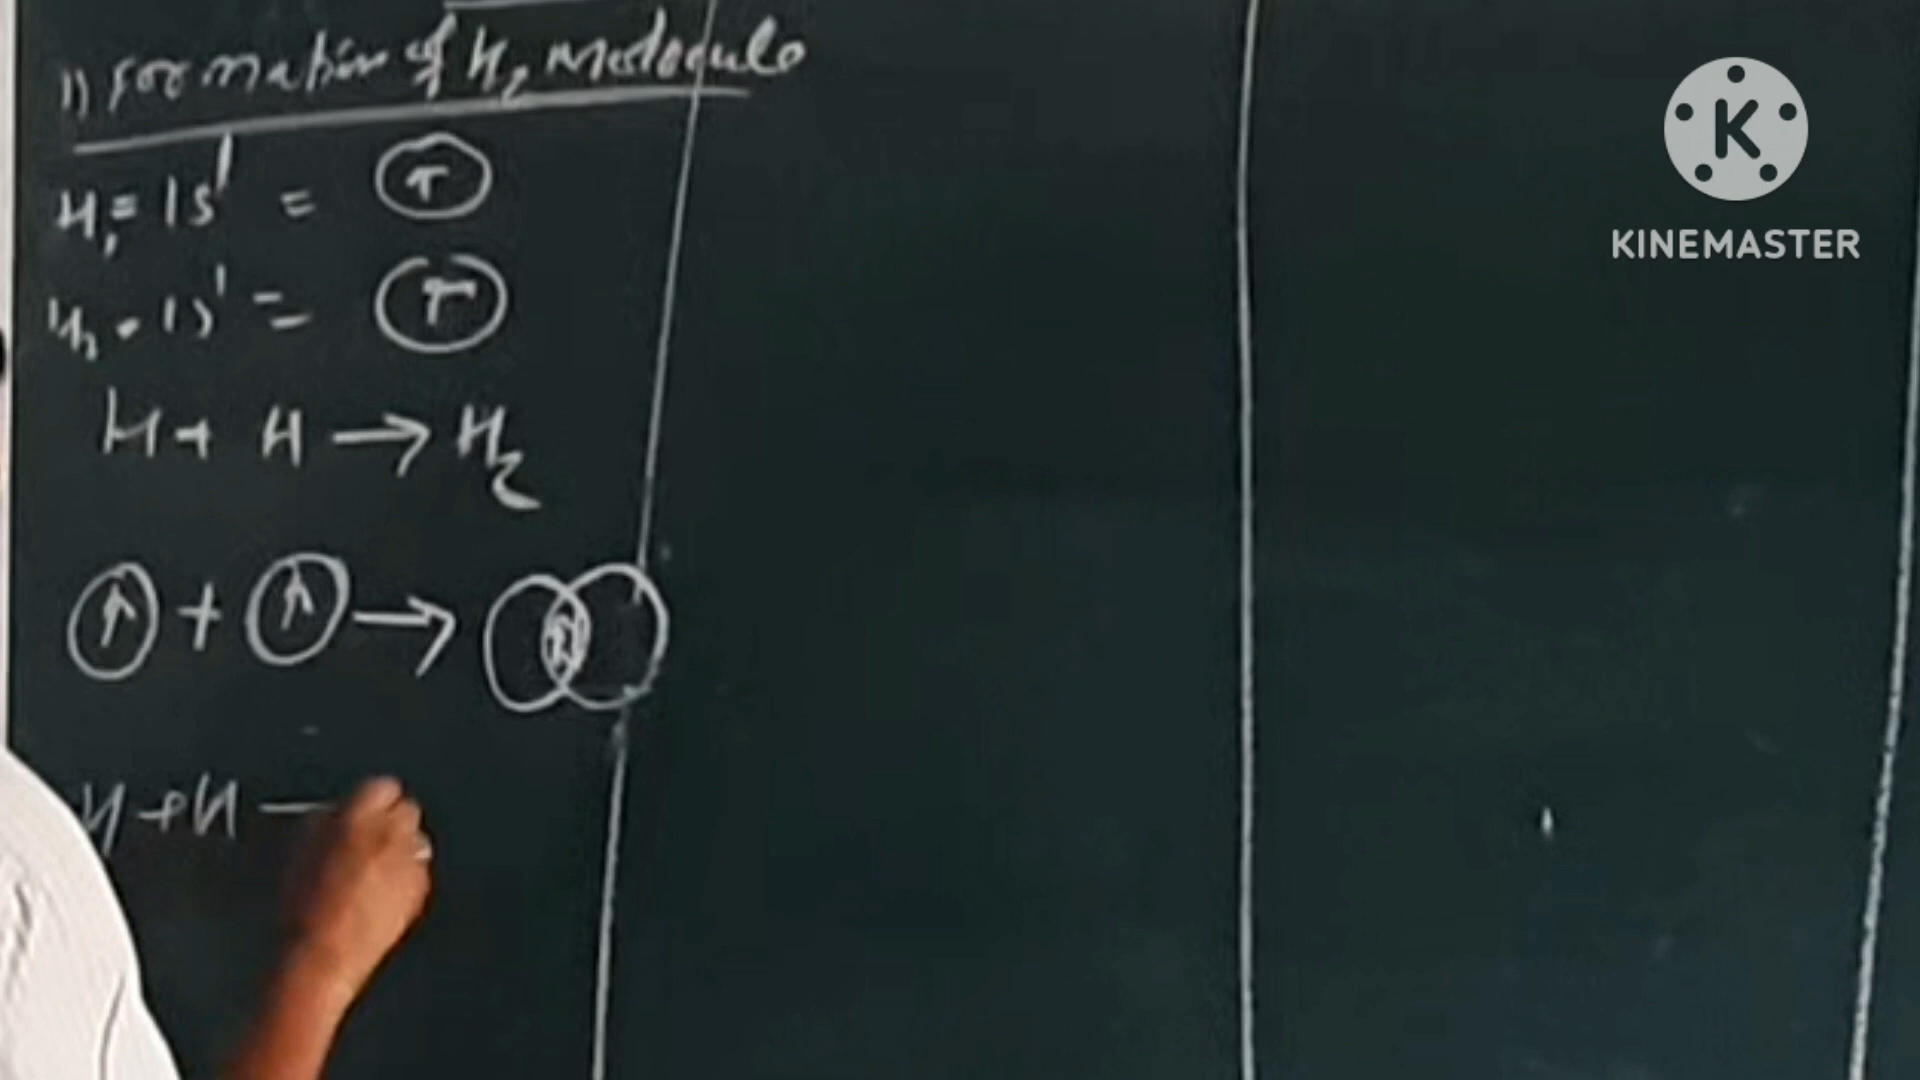 1) Formation of H₂ Molecule
H₁ = 1s¹ = ↑
H₂ = 1s¹ = ↑
H + H → H₂
↑ + ↑ →
H + H —
K
KINEMASTER